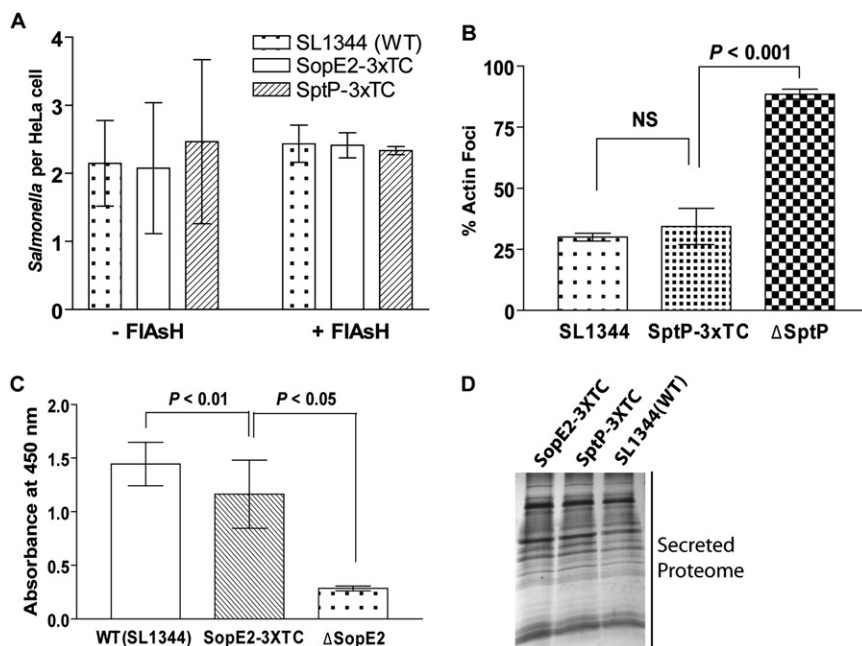 A
Salmonella per HeLa cell
4
3
2
1
0
SL1344 (WT)
SopE2-3xTC
SptP-3xTC
- FlAsH
+ FlAsH
B
P < 0.001
NS
% Actin Foci
100
75
50
25
0
SL1344
SptP-3xTC
ΔSptP
C
P < 0.01
P < 0.05
Absorbance at 450 nm
2.0
1.5
1.0
0.5
0.0
WT(SL1344)
SopE2-3XTC
ΔSopE2
D
SopE2-3XTC
SptP-3XTC
SL1344(WT)
Secreted
Proteome